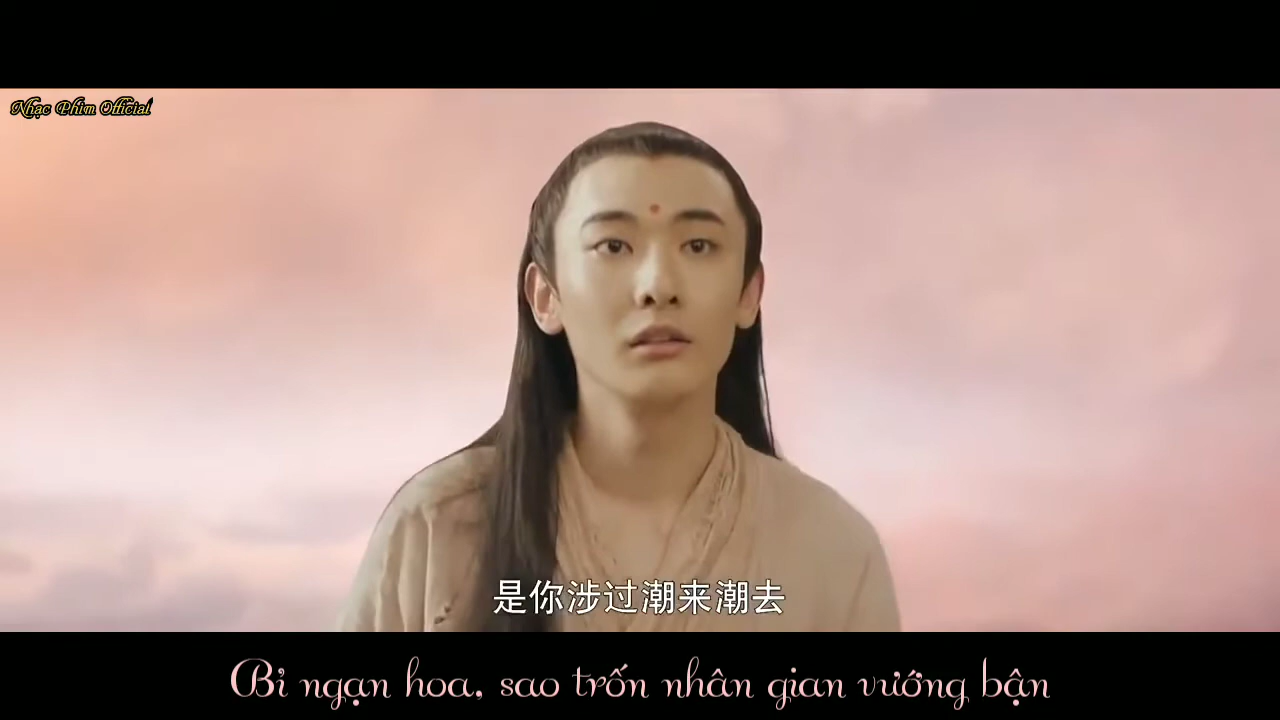 Nhạc Phim Official
是你涉过潮来潮去
Bỉ ngạn hoa, sao trốn nhân gian vướng bận